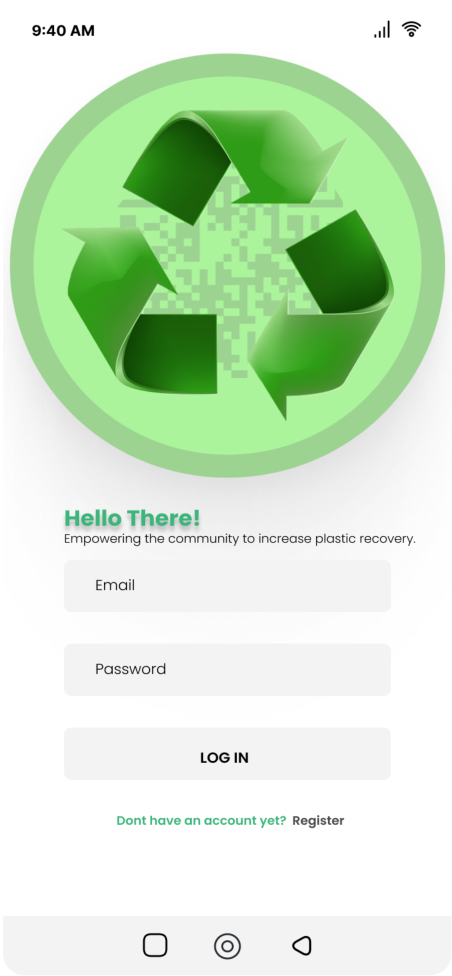 9:40 AM
Hello There!
Empowering the community to increase plastic recovery.
Email
Password
LOG IN
Dont have an account yet? Register